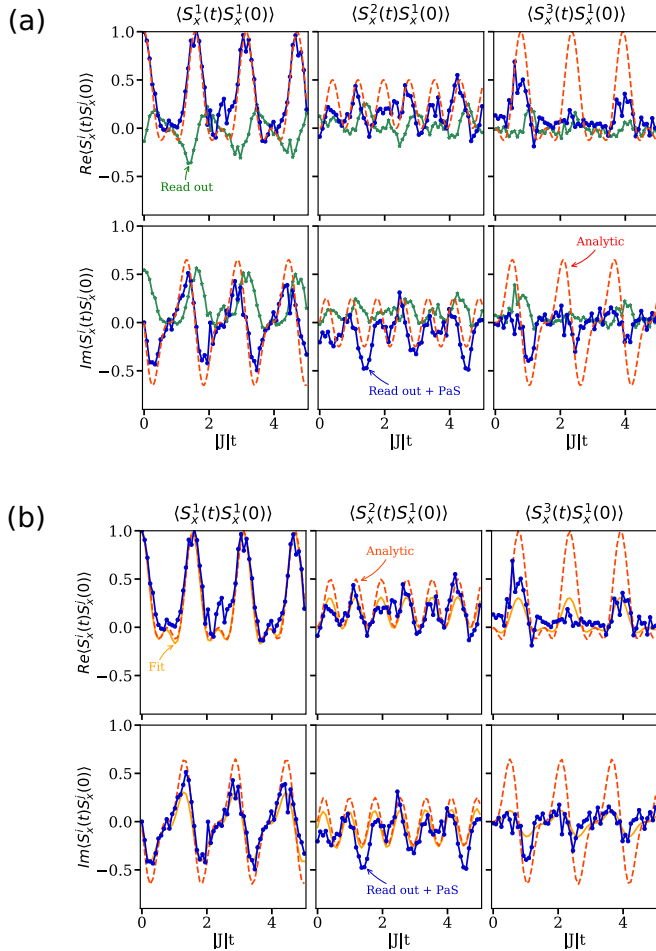 (a)
⟨S_x^1(t)S_x^1(0)⟩ ⟨S_x^2(t)S_x^1(0)⟩ ⟨S_x^3(t)S_x^1(0)⟩
1.0
0.5
0.0
−0.5
Re⟨S_x^i(t)S_x^j(0)⟩
Read out
1.0
0.5
0.0
−0.5
Im⟨S_x^i(t)S_x^j(0)⟩
Analytic
Read out + PaS
0 2 4 0 2 4 0 2 4
|J|t |J|t |J|t
(b)
⟨S_x^1(t)S_x^1(0)⟩ ⟨S_x^2(t)S_x^1(0)⟩ ⟨S_x^3(t)S_x^1(0)⟩
1.0
0.5
0.0
−0.5
Re⟨S_x^i(t)S_x^j(0)⟩
Analytic
Fit
1.0
0.5
0.0
−0.5
Im⟨S_x^i(t)S_x^j(0)⟩
Read out + PaS
0 2 4 0 2 4 0 2 4
|J|t |J|t |J|t